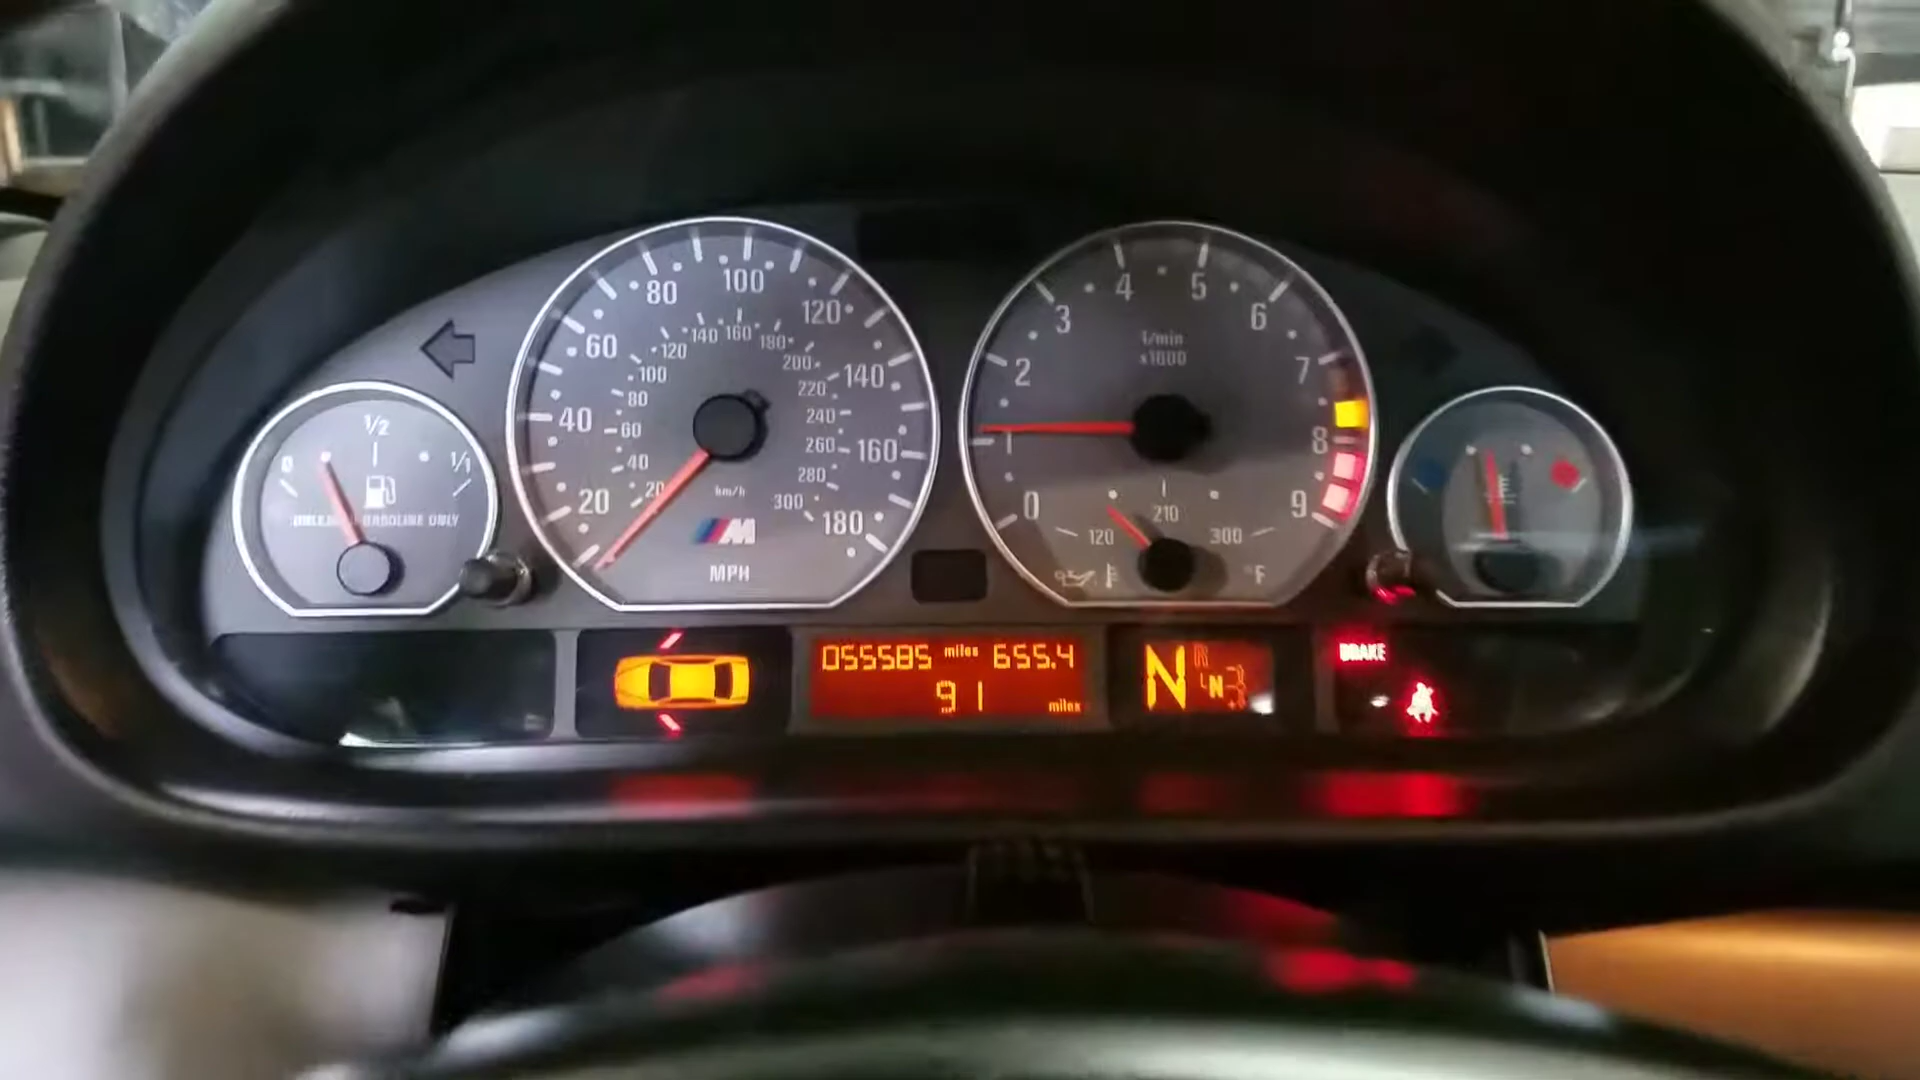 0 1/2 1/1
UNLEADED GASOLINE ONLY
20 40 60 80 100 120 140 160 180
20 40 60 80 100 120 140 160 180 200 220 240 260 280 300
km/h
M
MPH
0 1 2 3 4 5 6 7 8 9
1/min
x1000
120 210 300
°F
055585 miles 655.4
91 miles
N
N
BRAKE